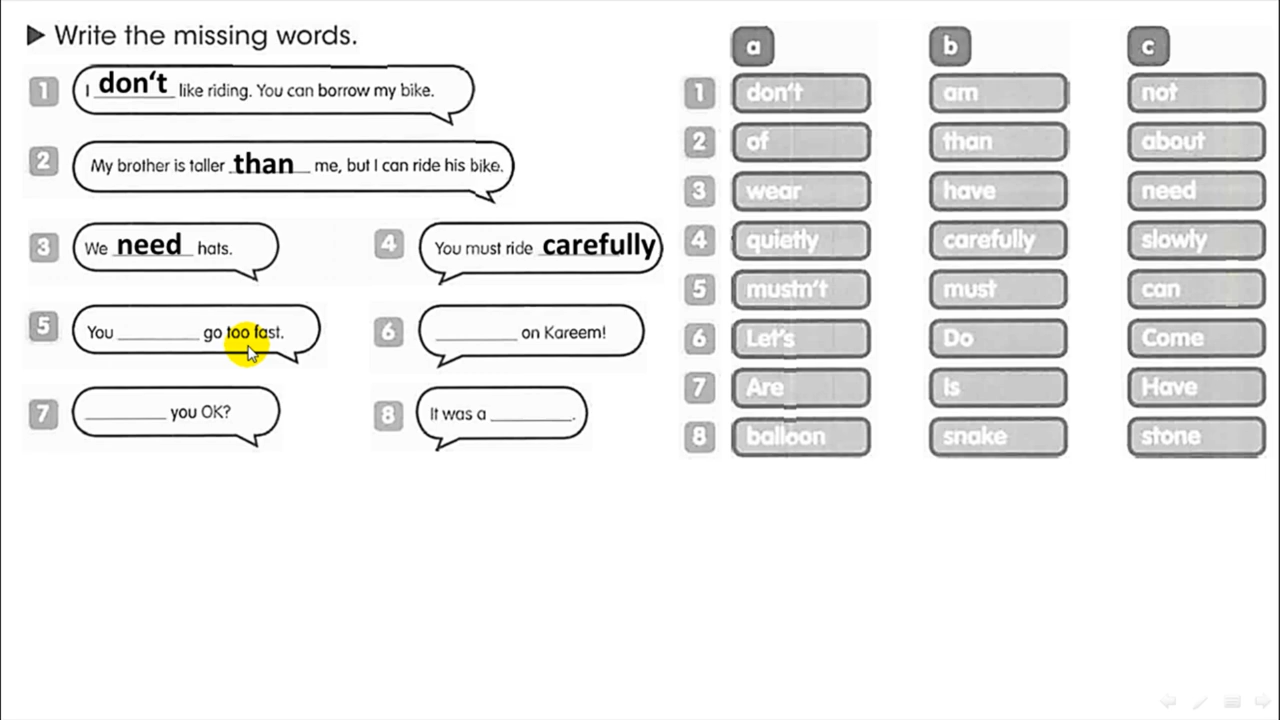 Write the missing words.
1 I don't like riding. You can borrow my bike.
2 My brother is taller than me, but I can ride his bike.
3 We need hats.
4 You must ride carefully
5 You ________ go too fast.
6 ________ on Kareem!
7 ________ you OK?
8 It was a ________.
a b c
1 don't am not
2 of than about
3 wear have need
4 quietly carefully slowly
5 mustn't must can
6 Let's Do Come
7 Are Is Have
8 balloon snake stone